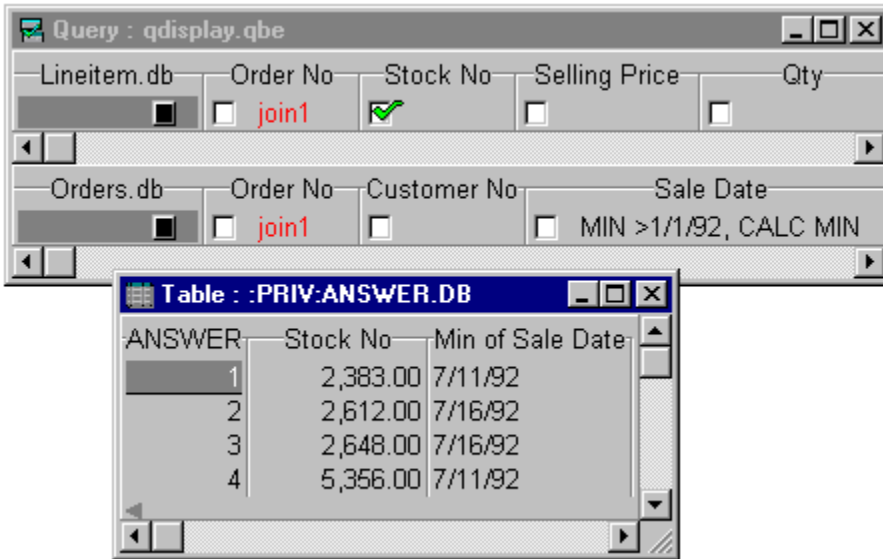 Query : qdisplay.qbe
Lineitem.db Order No Stock No Selling Price Qty
join1
Orders.db Order No Customer No Sale Date
join1 MIN >1/1/92, CALC MIN
Table : :PRIV:ANSWER.DB
ANSWER Stock No Min of Sale Date
1 2,383.00 7/11/92
2 2,612.00 7/16/92
3 2,648.00 7/16/92
4 5,356.00 7/11/92